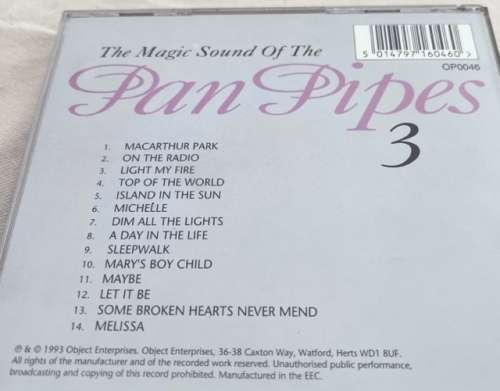 The Magic Sound Of The
Pan Pipes
3
5 014797 160460 >
OP0046
1. MACARTHUR PARK
2. ON THE RADIO
3. LIGHT MY FIRE
4. TOP OF THE WORLD
5. ISLAND IN THE SUN
6. MICHELLE
7. DIM ALL THE LIGHTS
8. A DAY IN THE LIFE
9. SLEEPWALK
10. MARY'S BOY CHILD
11. MAYBE
12. LET IT BE
13. SOME BROKEN HEARTS NEVER MEND
14. MELISSA
℗ & © 1993 Object Enterprises. Object Enterprises, 36-38 Caxton Way, Watford, Herts WD1 8UF.
All rights of the manufacturer and of the recorded work reserved. Unauthorised public performance,
broadcasting and copying of this record prohibited. Manufactured in the EEC.